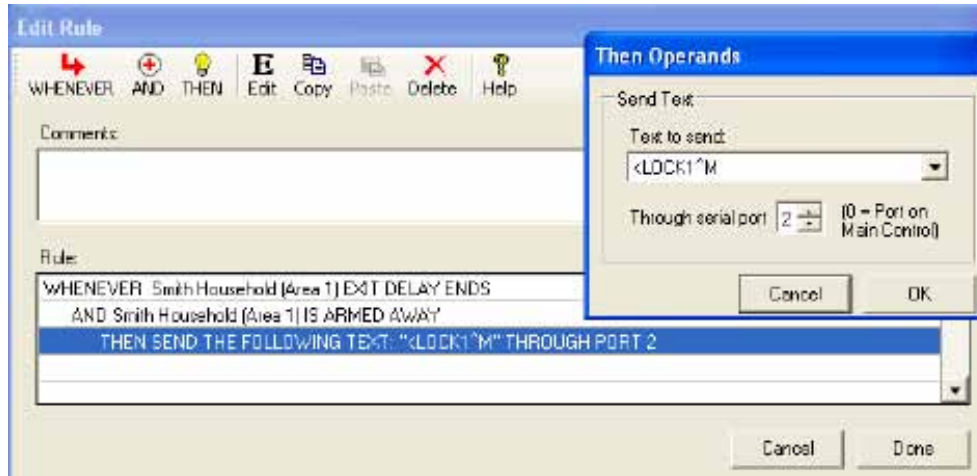 Edit Rule
WHENEVER AND THEN Edit Copy Paste Delete Help
Comments:
Rule:
WHENEVER Smith Household (Area 1) EXIT DELAY ENDS
AND Smith Household (Area 1) IS ARMED AWAY
THEN SEND THE FOLLOWING TEXT: "<LOCK1^M" THROUGH PORT 2
Cancel Done
Then Operands
Send Text
Text to send:
<LOCK1^M
Through serial port 2 (0 = Port on
Main Control)
Cancel OK